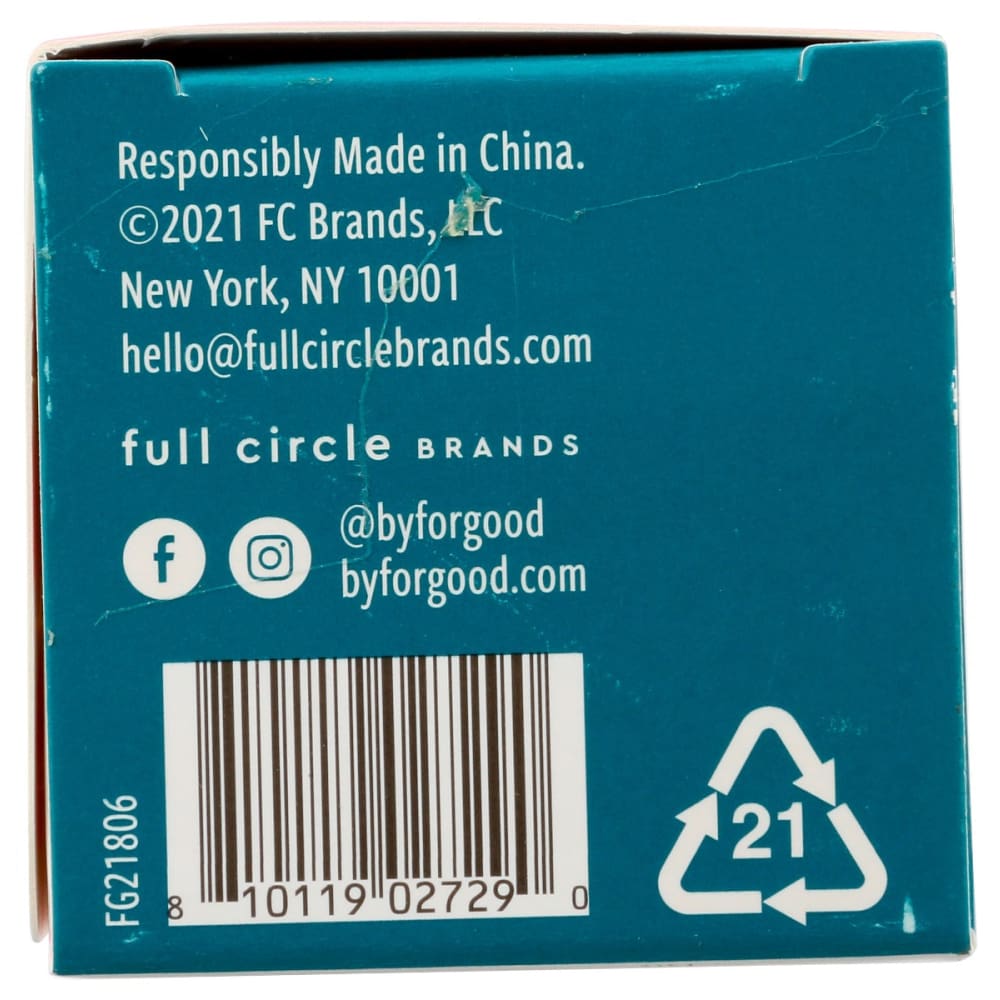 Responsibly Made in China.
©2021 FC Brands, LLC
New York, NY 10001
hello@fullcirclebrands.com
full circle BRANDS
@byforgood
byforgood.com
FG21806
8 10119 02729 0
21